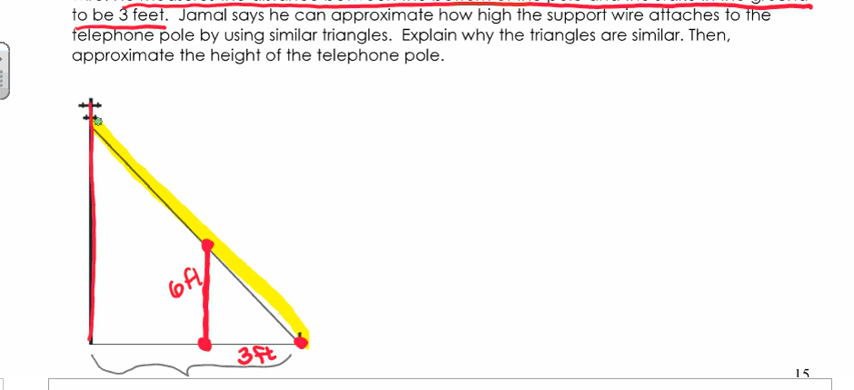 to be 3 feet. Jamal says he can approximate how high the support wire attaches to the
telephone pole by using similar triangles. Explain why the triangles are similar. Then,
approximate the height of the telephone pole.
6ft
3ft
15